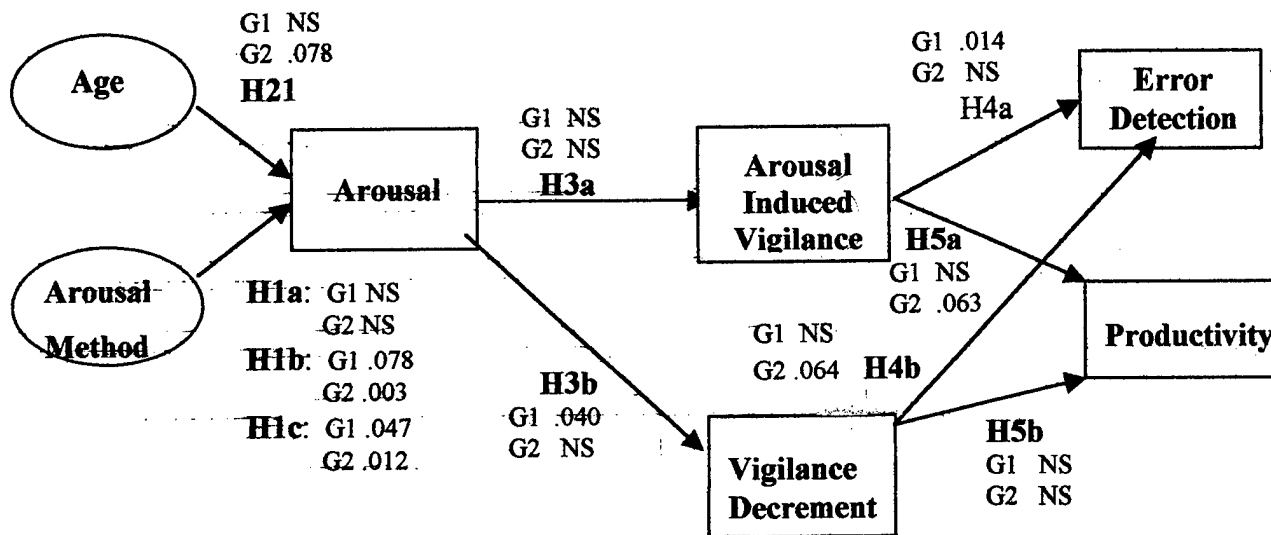 G1 NS
G2 .078
H21
Age
G1 NS
G2 NS
H3a
G1 .014
G2 NS
H4a
Error
Detection
Arousal
Arousal
Induced
Vigilance
H5a
G1 NS
G2 .063
Arousal
Method
H1a: G1 NS
G2 NS
H1b: G1 .078
G2 .003
H1c: G1 .047
G2 .012
H3b
G1 .040
G2 NS
G1 NS
G2 .064 H4b
Productivity
Vigilance
Decrement
H5b
G1 NS
G2 NS